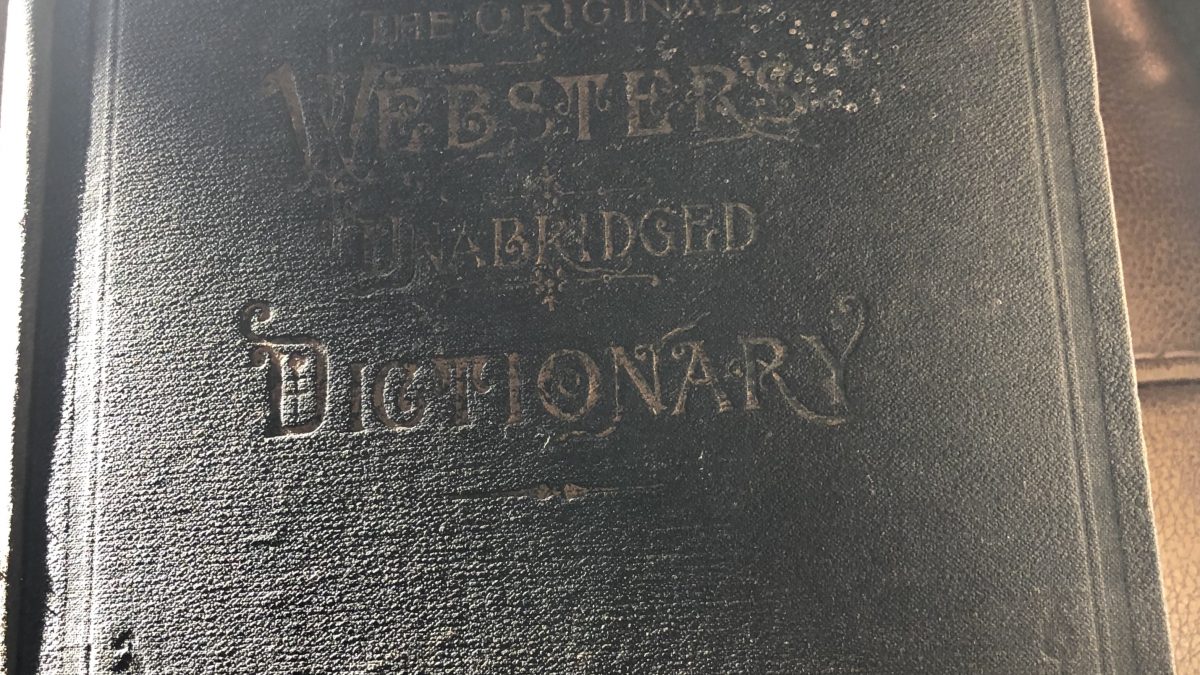 THE ORIGINAL
WEBSTERS
UNABRIDGED
DICTIONARY